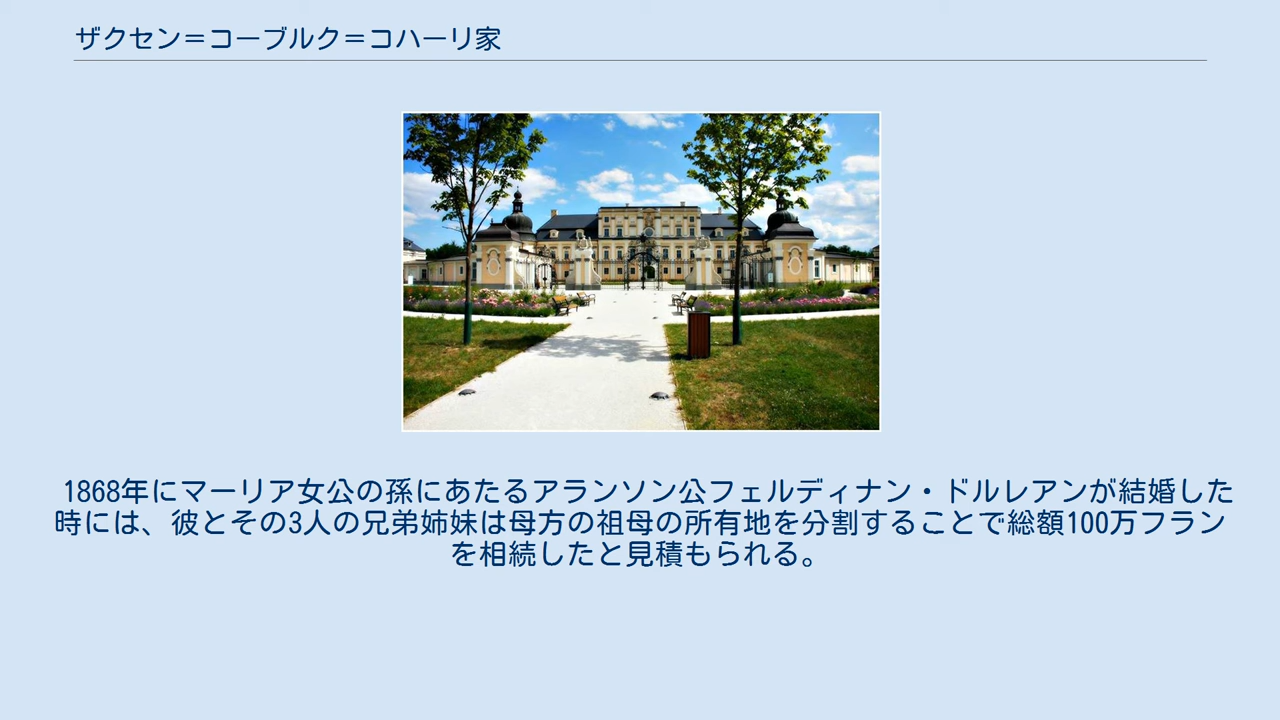 ザクセン＝コーブルク＝コハーリ家
1868年にマーリア女公の孫にあたるアランソン公フェルディナン・ドルレアンが結婚した
時には、彼とその3人の兄弟姉妹は母方の祖母の所有地を分割することで総額100万フラン
を相続したと見積もられる。